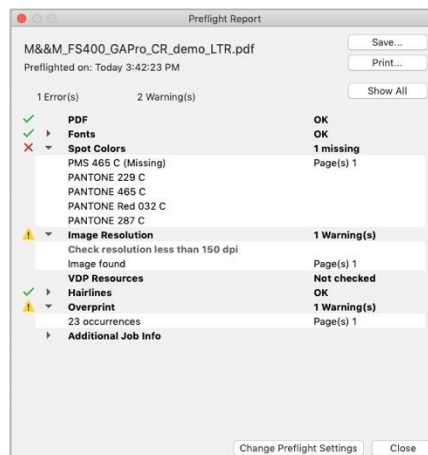 Preflight Report
M&&M_FS400_GAPro_CR_demo_LTR.pdf
Save...
Preflighted on: Today 3:42:23 PM
Print...
1 Error(s) 2 Warning(s)
Show All
PDF OK
Fonts OK
Spot Colors 1 missing
PMS 465 C (Missing) Page(s) 1
PANTONE 229 C
PANTONE 465 C
PANTONE Red 032 C
PANTONE 287 C
Image Resolution 1 Warning(s)
Check resolution less than 150 dpi
Image found Page(s) 1
VDP Resources Not checked
Hairlines OK
Overprint 1 Warning(s)
23 occurrences Page(s) 1
Additional Job Info
Change Preflight Settings Close